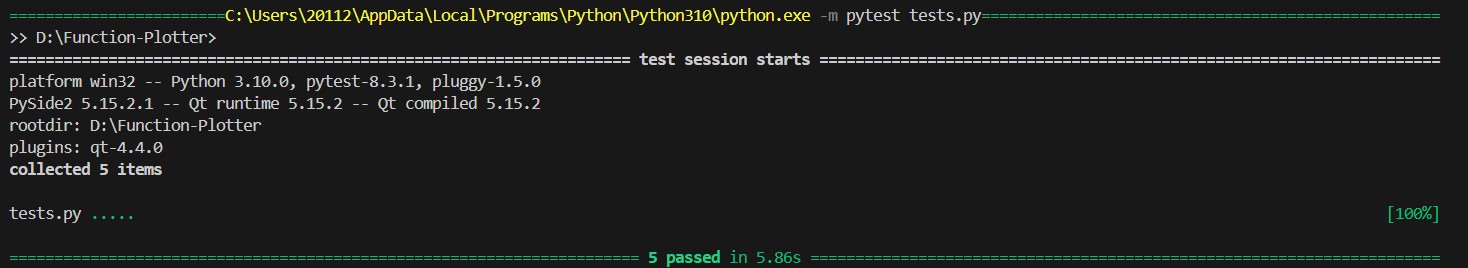 ===========================C:\Users\20112\AppData\Local\Programs\Python\Python310\python.exe -m pytest tests.py===================================================
>> D:\Function-Plotter>
===================================================================== test session starts =====================================================================
platform win32 -- Python 3.10.0, pytest-8.3.1, pluggy-1.5.0
PySide2 5.15.2.1 -- Qt runtime 5.15.2 -- Qt compiled 5.15.2
rootdir: D:\Function-Plotter
plugins: qt-4.4.0
collected 5 items
tests.py ..... [100%]
====================================================================== 5 passed in 5.86s ======================================================================